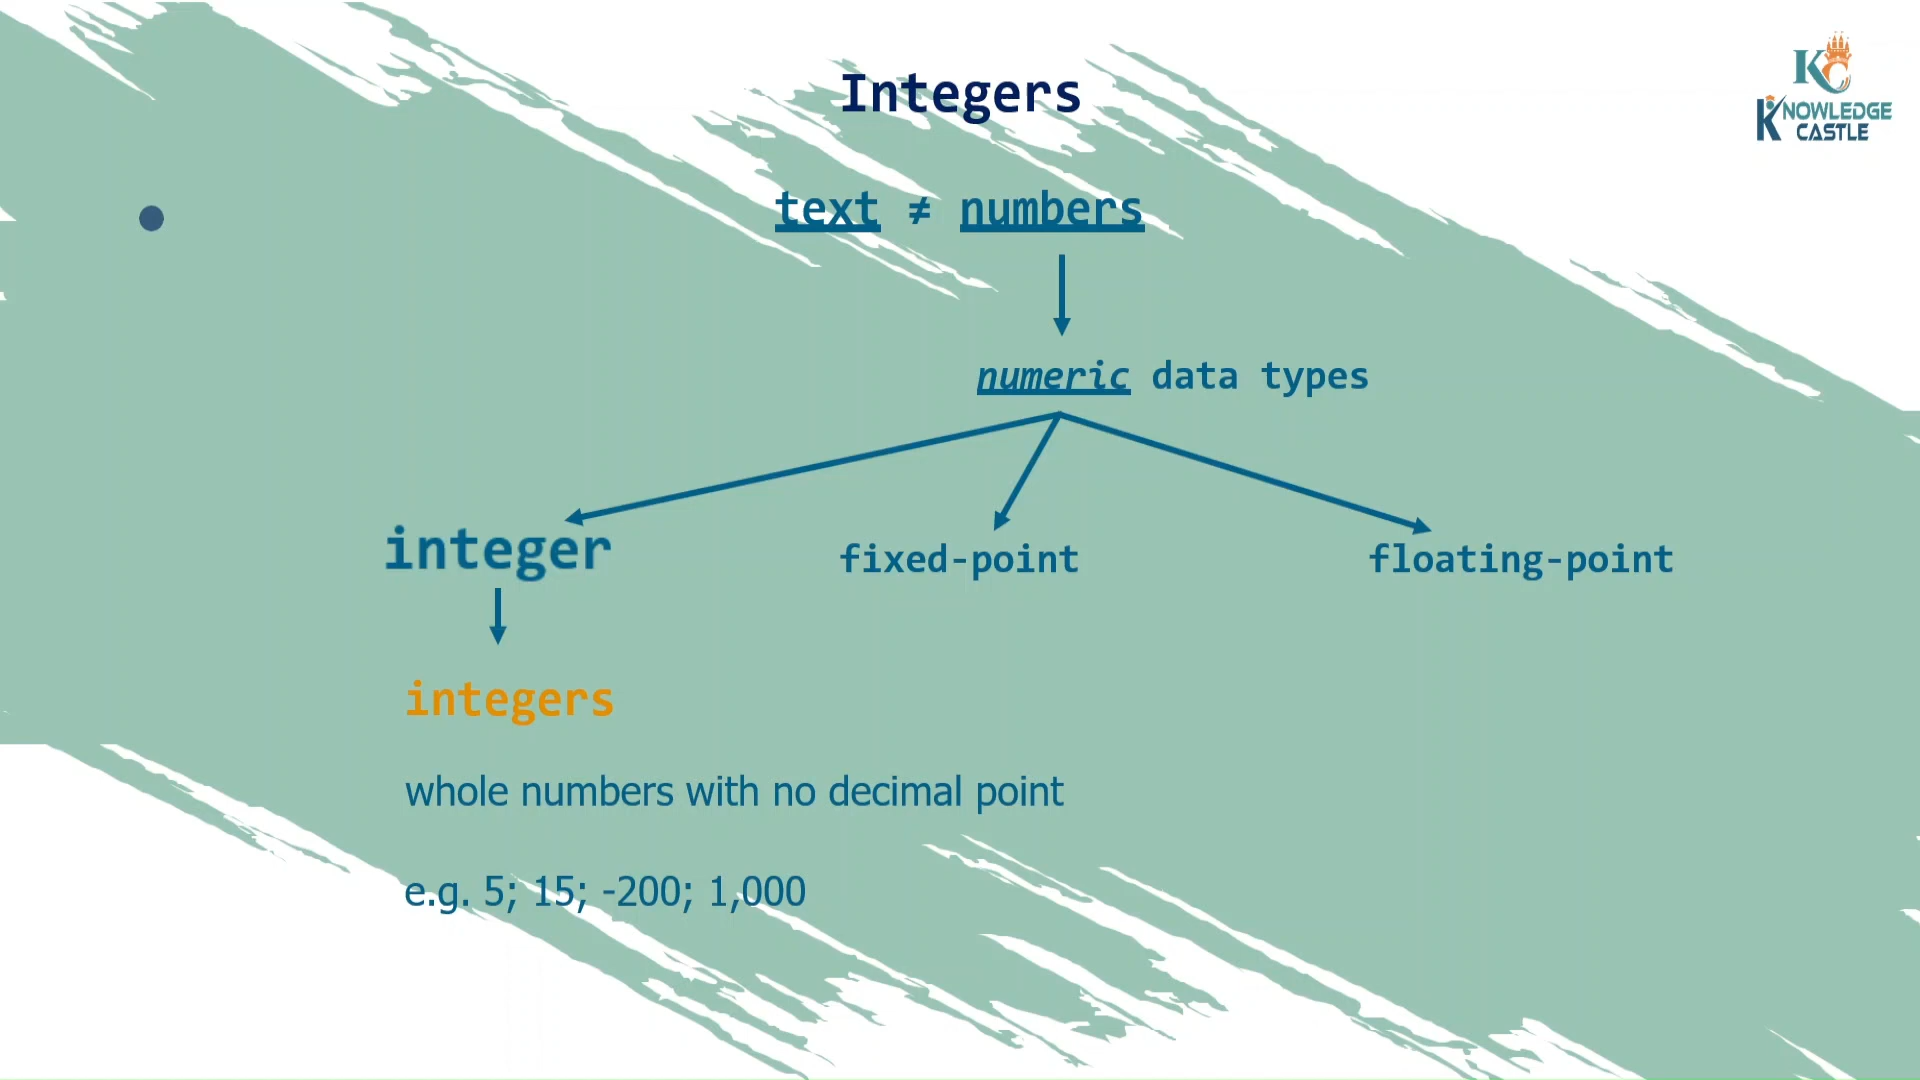 Integers
KC
KNOWLEDGE
CASTLE
text ≠ numbers
numeric data types
integer
fixed-point
floating-point
integers
whole numbers with no decimal point
e.g. 5; 15; -200; 1,000